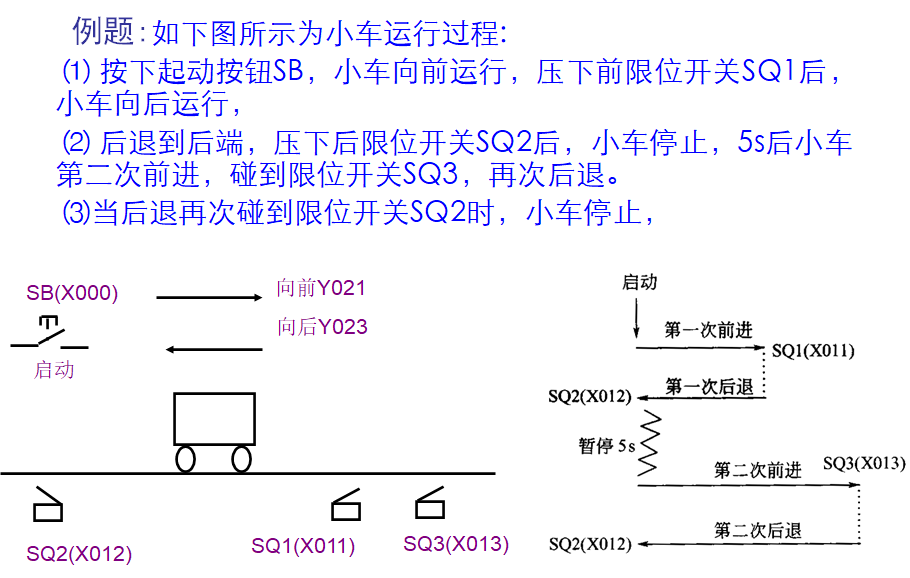 例题:如下图所示为小车运行过程:
⑴ 按下起动按钮SB，小车向前运行，压下前限位开关SQ1后，
小车向后运行，
⑵ 后退到后端，压下后限位开关SQ2后，小车停止，5s后小车
第二次前进，碰到限位开关SQ3，再次后退。
⑶当后退再次碰到限位开关SQ2时，小车停止，
SB(X000)
向前Y021
向后Y023
启动
SQ2(X012)
SQ1(X011)
SQ3(X013)
启动
第一次前进
SQ1(X011)
第一次后退
SQ2(X012)
暂停 5s
第二次前进
SQ3(X013)
第二次后退
SQ2(X012)